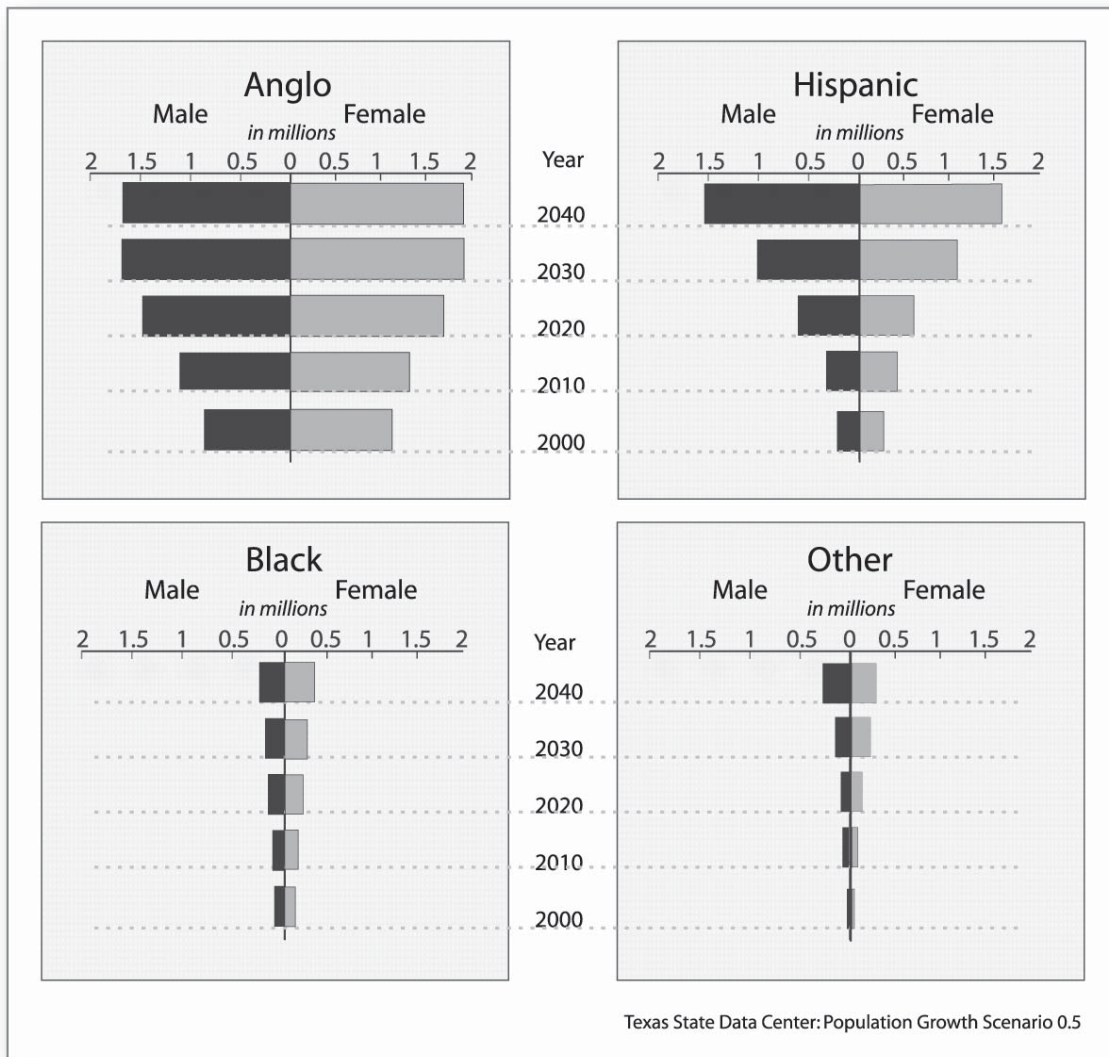 Anglo
Male Female
in millions
2 1.5 1 0.5 0 0.5 1 1.5 2
Year
Hispanic
Male Female
in millions
2 1.5 1 0.5 0 0.5 1 1.5 2
2040
2030
2020
2010
2000
Black
Male Female
in millions
2 1.5 1 0.5 0 0.5 1 1.5 2
Year
Other
Male Female
in millions
2 1.5 1 0.5 0 0.5 1 1.5 2
2040
2030
2020
2010
2000
Texas State Data Center: Population Growth Scenario 0.5